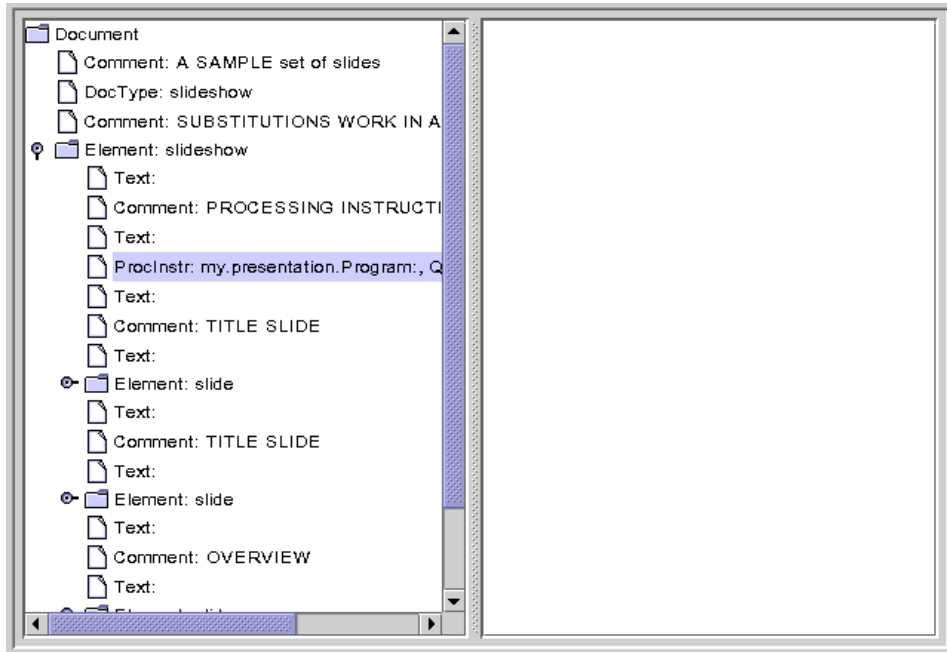 Document
Comment: A SAMPLE set of slides
DocType: slideshow
Comment: SUBSTITUTIONS WORK IN A
Element: slideshow
Text:
Comment: PROCESSING INSTRUCTI
Text:
ProcInstr: my.presentation.Program:, Q
Text:
Comment: TITLE SLIDE
Text:
Element: slide
Text:
Comment: TITLE SLIDE
Text:
Element: slide
Text:
Comment: OVERVIEW
Text: